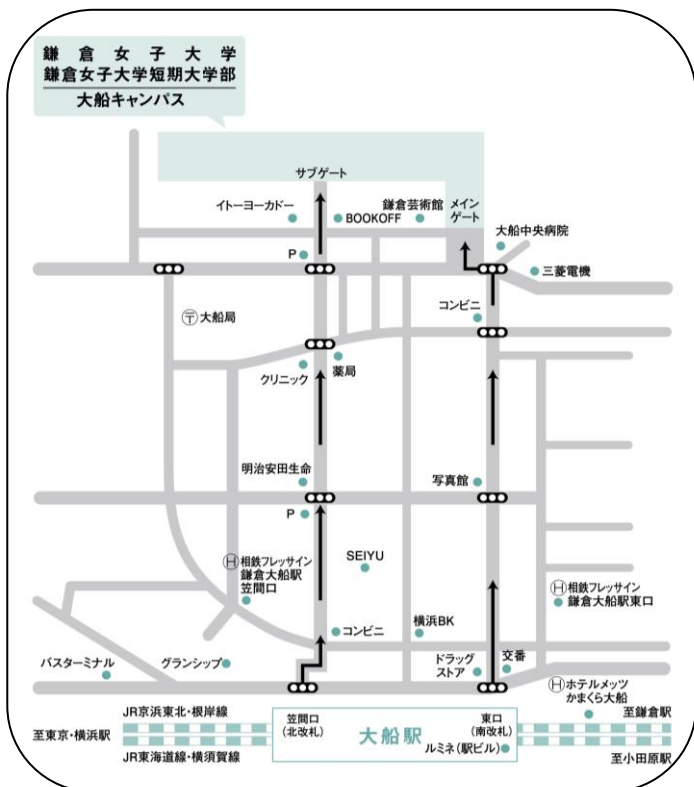 鎌倉女子大学
鎌倉女子大学短期大学部
大船キャンパス
サブゲート
イトーヨーカドー
BOOKOFF
鎌倉芸術館
メイン
ゲート
大船中央病院
P
三菱電機
コンビニ
〒大船局
クリニック
薬局
明治安田生命
写真館
P
SEIYU
H相鉄フレッサイン
鎌倉大船駅
笠間口
H相鉄フレッサイン
鎌倉大船駅東口
コンビニ
横浜BK
バスターミナル
グランシップ
ドラッグ
ストア
交番
Hホテルメッツ
かまくら大船
JR京浜東北・根岸線
笠間口
(北改札)
大船駅
東口
(南改札)
至鎌倉駅
至東京・横浜駅
JR東海道線・横須賀線
ルミネ(駅ビル)
至小田原駅